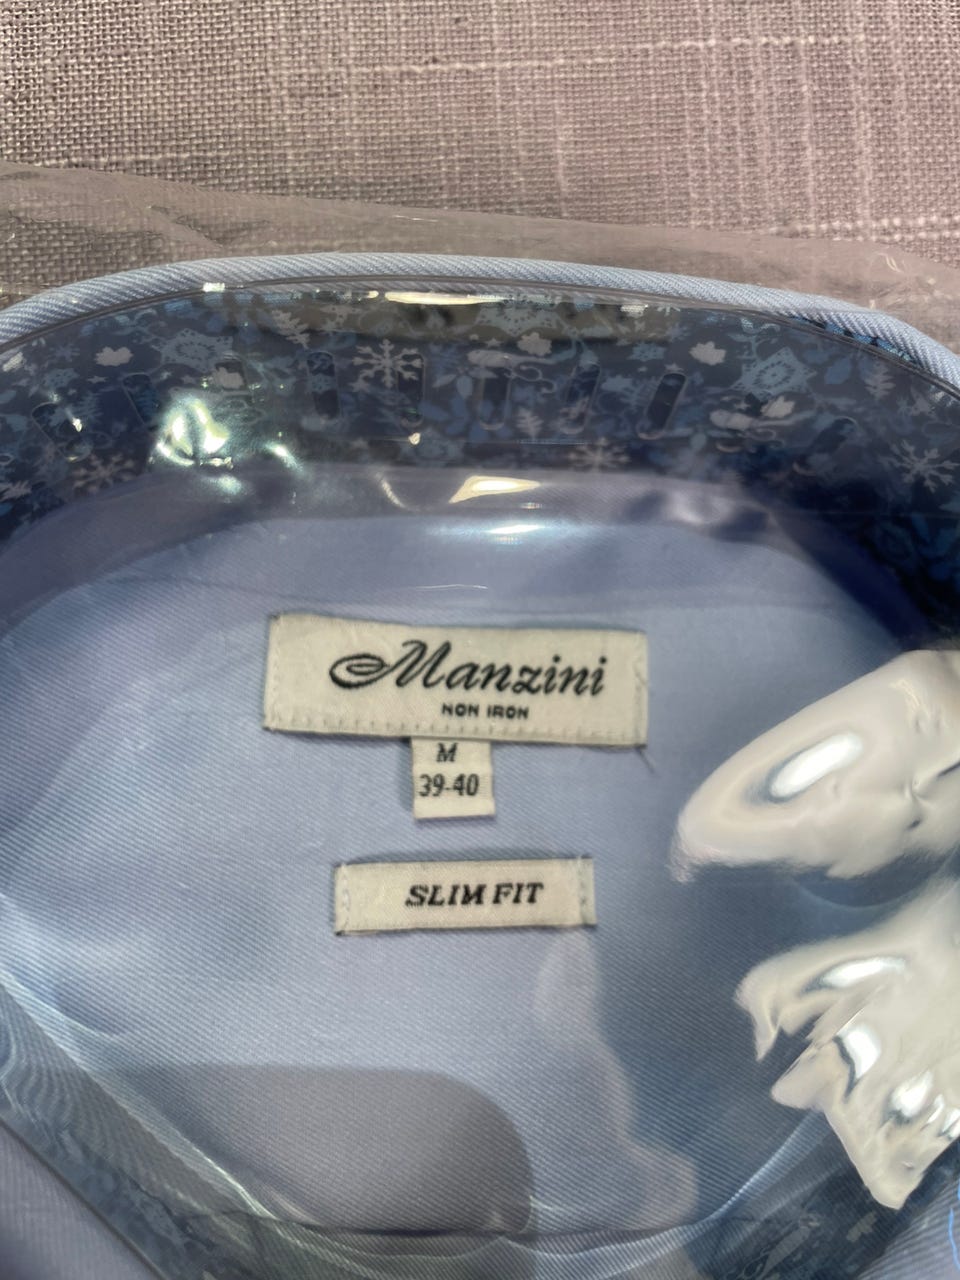 Manzini
NON IRON
M
39-40
SLIM FIT